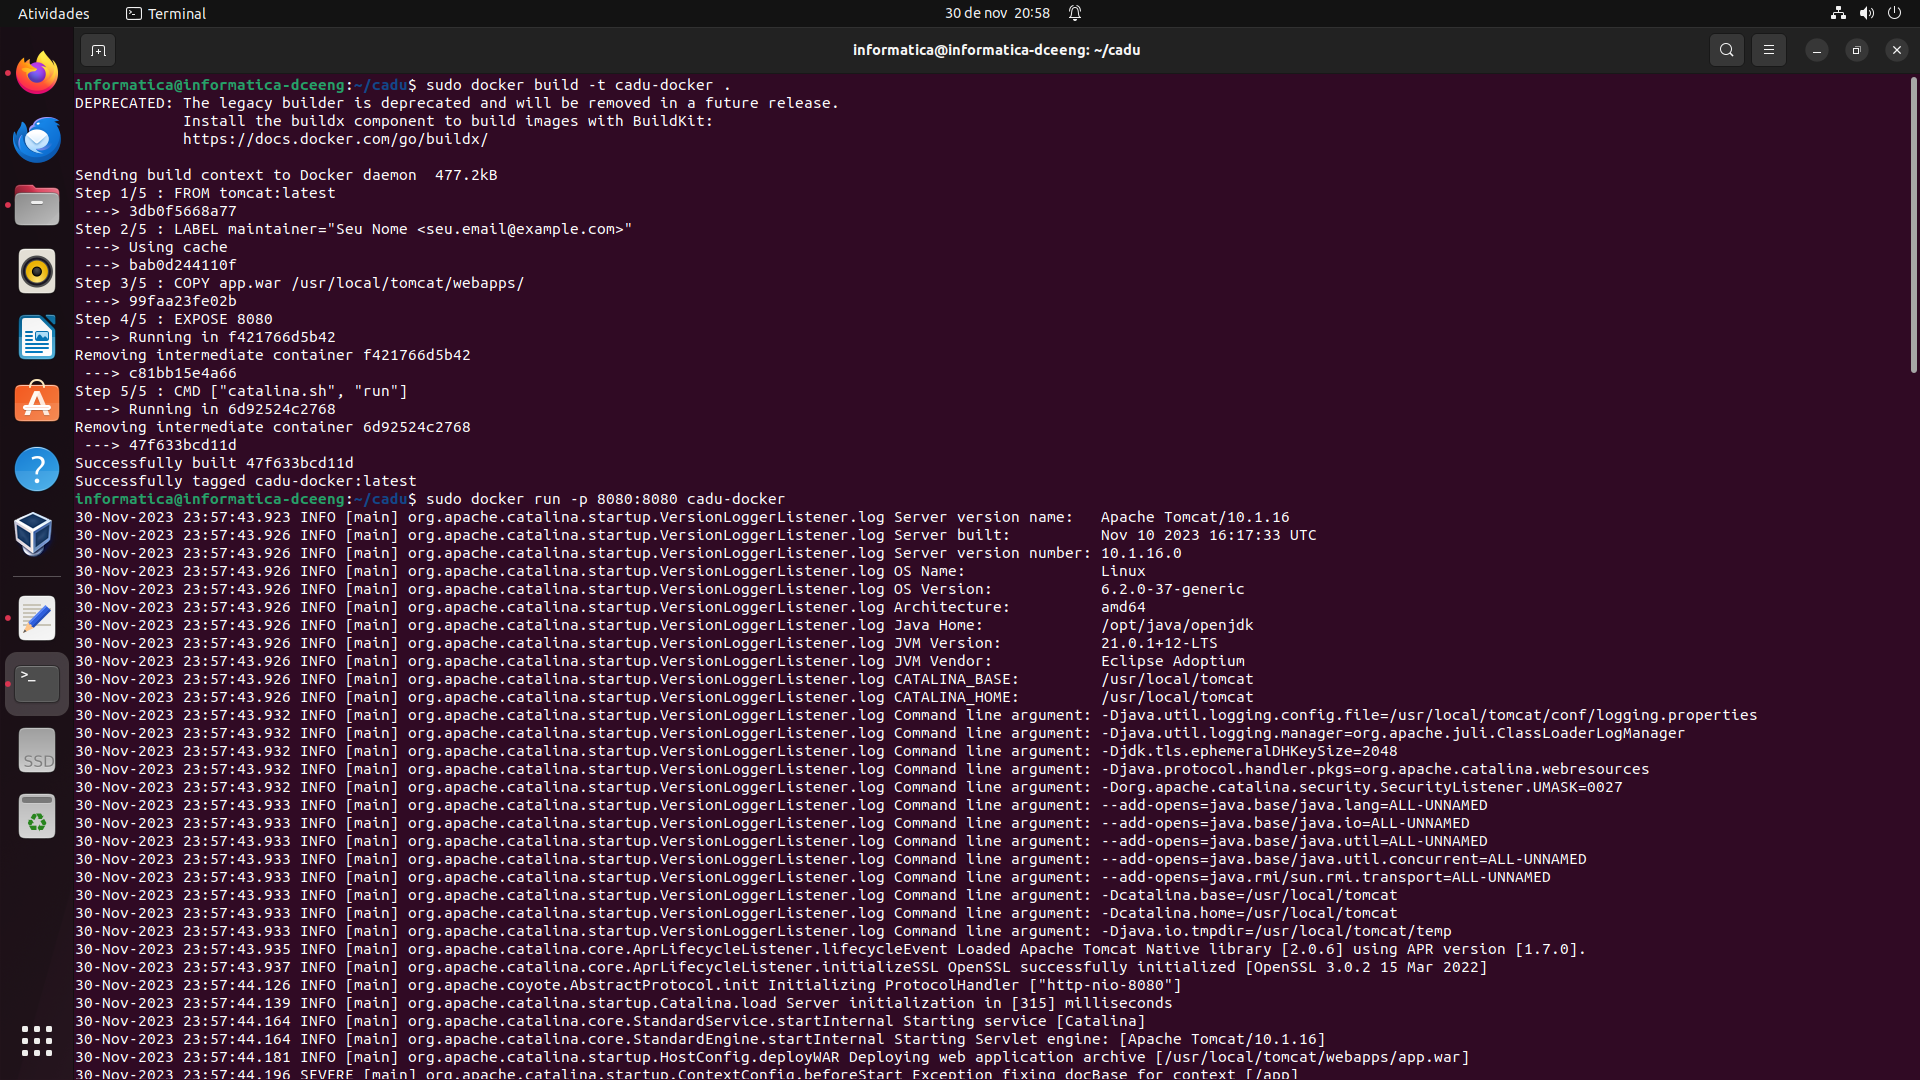 Atividades
Terminal
30 de nov 20:58
informatica@informatica-dceeng: ~/cadu
informatica@informatica-dceeng:~/cadu$ sudo docker build -t cadu-docker .
DEPRECATED: The legacy builder is deprecated and will be removed in a future release.
Install the buildx component to build images with BuildKit:
https://docs.docker.com/go/buildx/
Sending build context to Docker daemon  477.2kB
Step 1/5 : FROM tomcat:latest
---> 3db0f5668a77
Step 2/5 : LABEL maintainer="Seu Nome <seu.email@example.com>"
---> Using cache
---> bab0d244110f
Step 3/5 : COPY app.war /usr/local/tomcat/webapps/
---> 99faa23fe02b
Step 4/5 : EXPOSE 8080
---> Running in f421766d5b42
Removing intermediate container f421766d5b42
---> c81bb15e4a66
Step 5/5 : CMD ["catalina.sh", "run"]
---> Running in 6d92524c2768
Removing intermediate container 6d92524c2768
---> 47f633bcd11d
Successfully built 47f633bcd11d
Successfully tagged cadu-docker:latest
informatica@informatica-dceeng:~/cadu$ sudo docker run -p 8080:8080 cadu-docker
30-Nov-2023 23:57:43.923 INFO [main] org.apache.catalina.startup.VersionLoggerListener.log Server version name:   Apache Tomcat/10.1.16
30-Nov-2023 23:57:43.926 INFO [main] org.apache.catalina.startup.VersionLoggerListener.log Server built:          Nov 10 2023 16:17:33 UTC
30-Nov-2023 23:57:43.926 INFO [main] org.apache.catalina.startup.VersionLoggerListener.log Server version number: 10.1.16.0
30-Nov-2023 23:57:43.926 INFO [main] org.apache.catalina.startup.VersionLoggerListener.log OS Name:               Linux
30-Nov-2023 23:57:43.926 INFO [main] org.apache.catalina.startup.VersionLoggerListener.log OS Version:            6.2.0-37-generic
30-Nov-2023 23:57:43.926 INFO [main] org.apache.catalina.startup.VersionLoggerListener.log Architecture:          amd64
30-Nov-2023 23:57:43.926 INFO [main] org.apache.catalina.startup.VersionLoggerListener.log Java Home:             /opt/java/openjdk
30-Nov-2023 23:57:43.926 INFO [main] org.apache.catalina.startup.VersionLoggerListener.log JVM Version:           21.0.1+12-LTS
30-Nov-2023 23:57:43.926 INFO [main] org.apache.catalina.startup.VersionLoggerListener.log JVM Vendor:            Eclipse Adoptium
30-Nov-2023 23:57:43.926 INFO [main] org.apache.catalina.startup.VersionLoggerListener.log CATALINA_BASE:         /usr/local/tomcat
30-Nov-2023 23:57:43.926 INFO [main] org.apache.catalina.startup.VersionLoggerListener.log CATALINA_HOME:         /usr/local/tomcat
30-Nov-2023 23:57:43.932 INFO [main] org.apache.catalina.startup.VersionLoggerListener.log Command line argument: -Djava.util.logging.config.file=/usr/local/tomcat/conf/logging.properties
30-Nov-2023 23:57:43.932 INFO [main] org.apache.catalina.startup.VersionLoggerListener.log Command line argument: -Djava.util.logging.manager=org.apache.juli.ClassLoaderLogManager
30-Nov-2023 23:57:43.932 INFO [main] org.apache.catalina.startup.VersionLoggerListener.log Command line argument: -Djdk.tls.ephemeralDHKeySize=2048
30-Nov-2023 23:57:43.932 INFO [main] org.apache.catalina.startup.VersionLoggerListener.log Command line argument: -Djava.protocol.handler.pkgs=org.apache.catalina.webresources
30-Nov-2023 23:57:43.932 INFO [main] org.apache.catalina.startup.VersionLoggerListener.log Command line argument: -Dorg.apache.catalina.security.SecurityListener.UMASK=0027
30-Nov-2023 23:57:43.933 INFO [main] org.apache.catalina.startup.VersionLoggerListener.log Command line argument: --add-opens=java.base/java.lang=ALL-UNNAMED
30-Nov-2023 23:57:43.933 INFO [main] org.apache.catalina.startup.VersionLoggerListener.log Command line argument: --add-opens=java.base/java.io=ALL-UNNAMED
30-Nov-2023 23:57:43.933 INFO [main] org.apache.catalina.startup.VersionLoggerListener.log Command line argument: --add-opens=java.base/java.util=ALL-UNNAMED
30-Nov-2023 23:57:43.933 INFO [main] org.apache.catalina.startup.VersionLoggerListener.log Command line argument: --add-opens=java.base/java.util.concurrent=ALL-UNNAMED
30-Nov-2023 23:57:43.933 INFO [main] org.apache.catalina.startup.VersionLoggerListener.log Command line argument: --add-opens=java.rmi/sun.rmi.transport=ALL-UNNAMED
30-Nov-2023 23:57:43.933 INFO [main] org.apache.catalina.startup.VersionLoggerListener.log Command line argument: -Dcatalina.base=/usr/local/tomcat
30-Nov-2023 23:57:43.933 INFO [main] org.apache.catalina.startup.VersionLoggerListener.log Command line argument: -Dcatalina.home=/usr/local/tomcat
30-Nov-2023 23:57:43.933 INFO [main] org.apache.catalina.startup.VersionLoggerListener.log Command line argument: -Djava.io.tmpdir=/usr/local/tomcat/temp
30-Nov-2023 23:57:43.935 INFO [main] org.apache.catalina.core.AprLifecycleListener.lifecycleEvent Loaded Apache Tomcat Native library [2.0.6] using APR version [1.7.0].
30-Nov-2023 23:57:43.937 INFO [main] org.apache.catalina.core.AprLifecycleListener.initializeSSL OpenSSL successfully initialized [OpenSSL 3.0.2 15 Mar 2022]
30-Nov-2023 23:57:44.126 INFO [main] org.apache.coyote.AbstractProtocol.init Initializing ProtocolHandler ["http-nio-8080"]
30-Nov-2023 23:57:44.139 INFO [main] org.apache.catalina.startup.Catalina.load Server initialization in [315] milliseconds
30-Nov-2023 23:57:44.164 INFO [main] org.apache.catalina.core.StandardService.startInternal Starting service [Catalina]
30-Nov-2023 23:57:44.164 INFO [main] org.apache.catalina.core.StandardEngine.startInternal Starting Servlet engine: [Apache Tomcat/10.1.16]
30-Nov-2023 23:57:44.181 INFO [main] org.apache.catalina.startup.HostConfig.deployWAR Deploying web application archive [/usr/local/tomcat/webapps/app.war]
30-Nov-2023 23:57:44.196 SEVERE [main] org.apache.catalina.startup.ContextConfig.beforeStart Exception fixing docBase for context [/app]
SSD